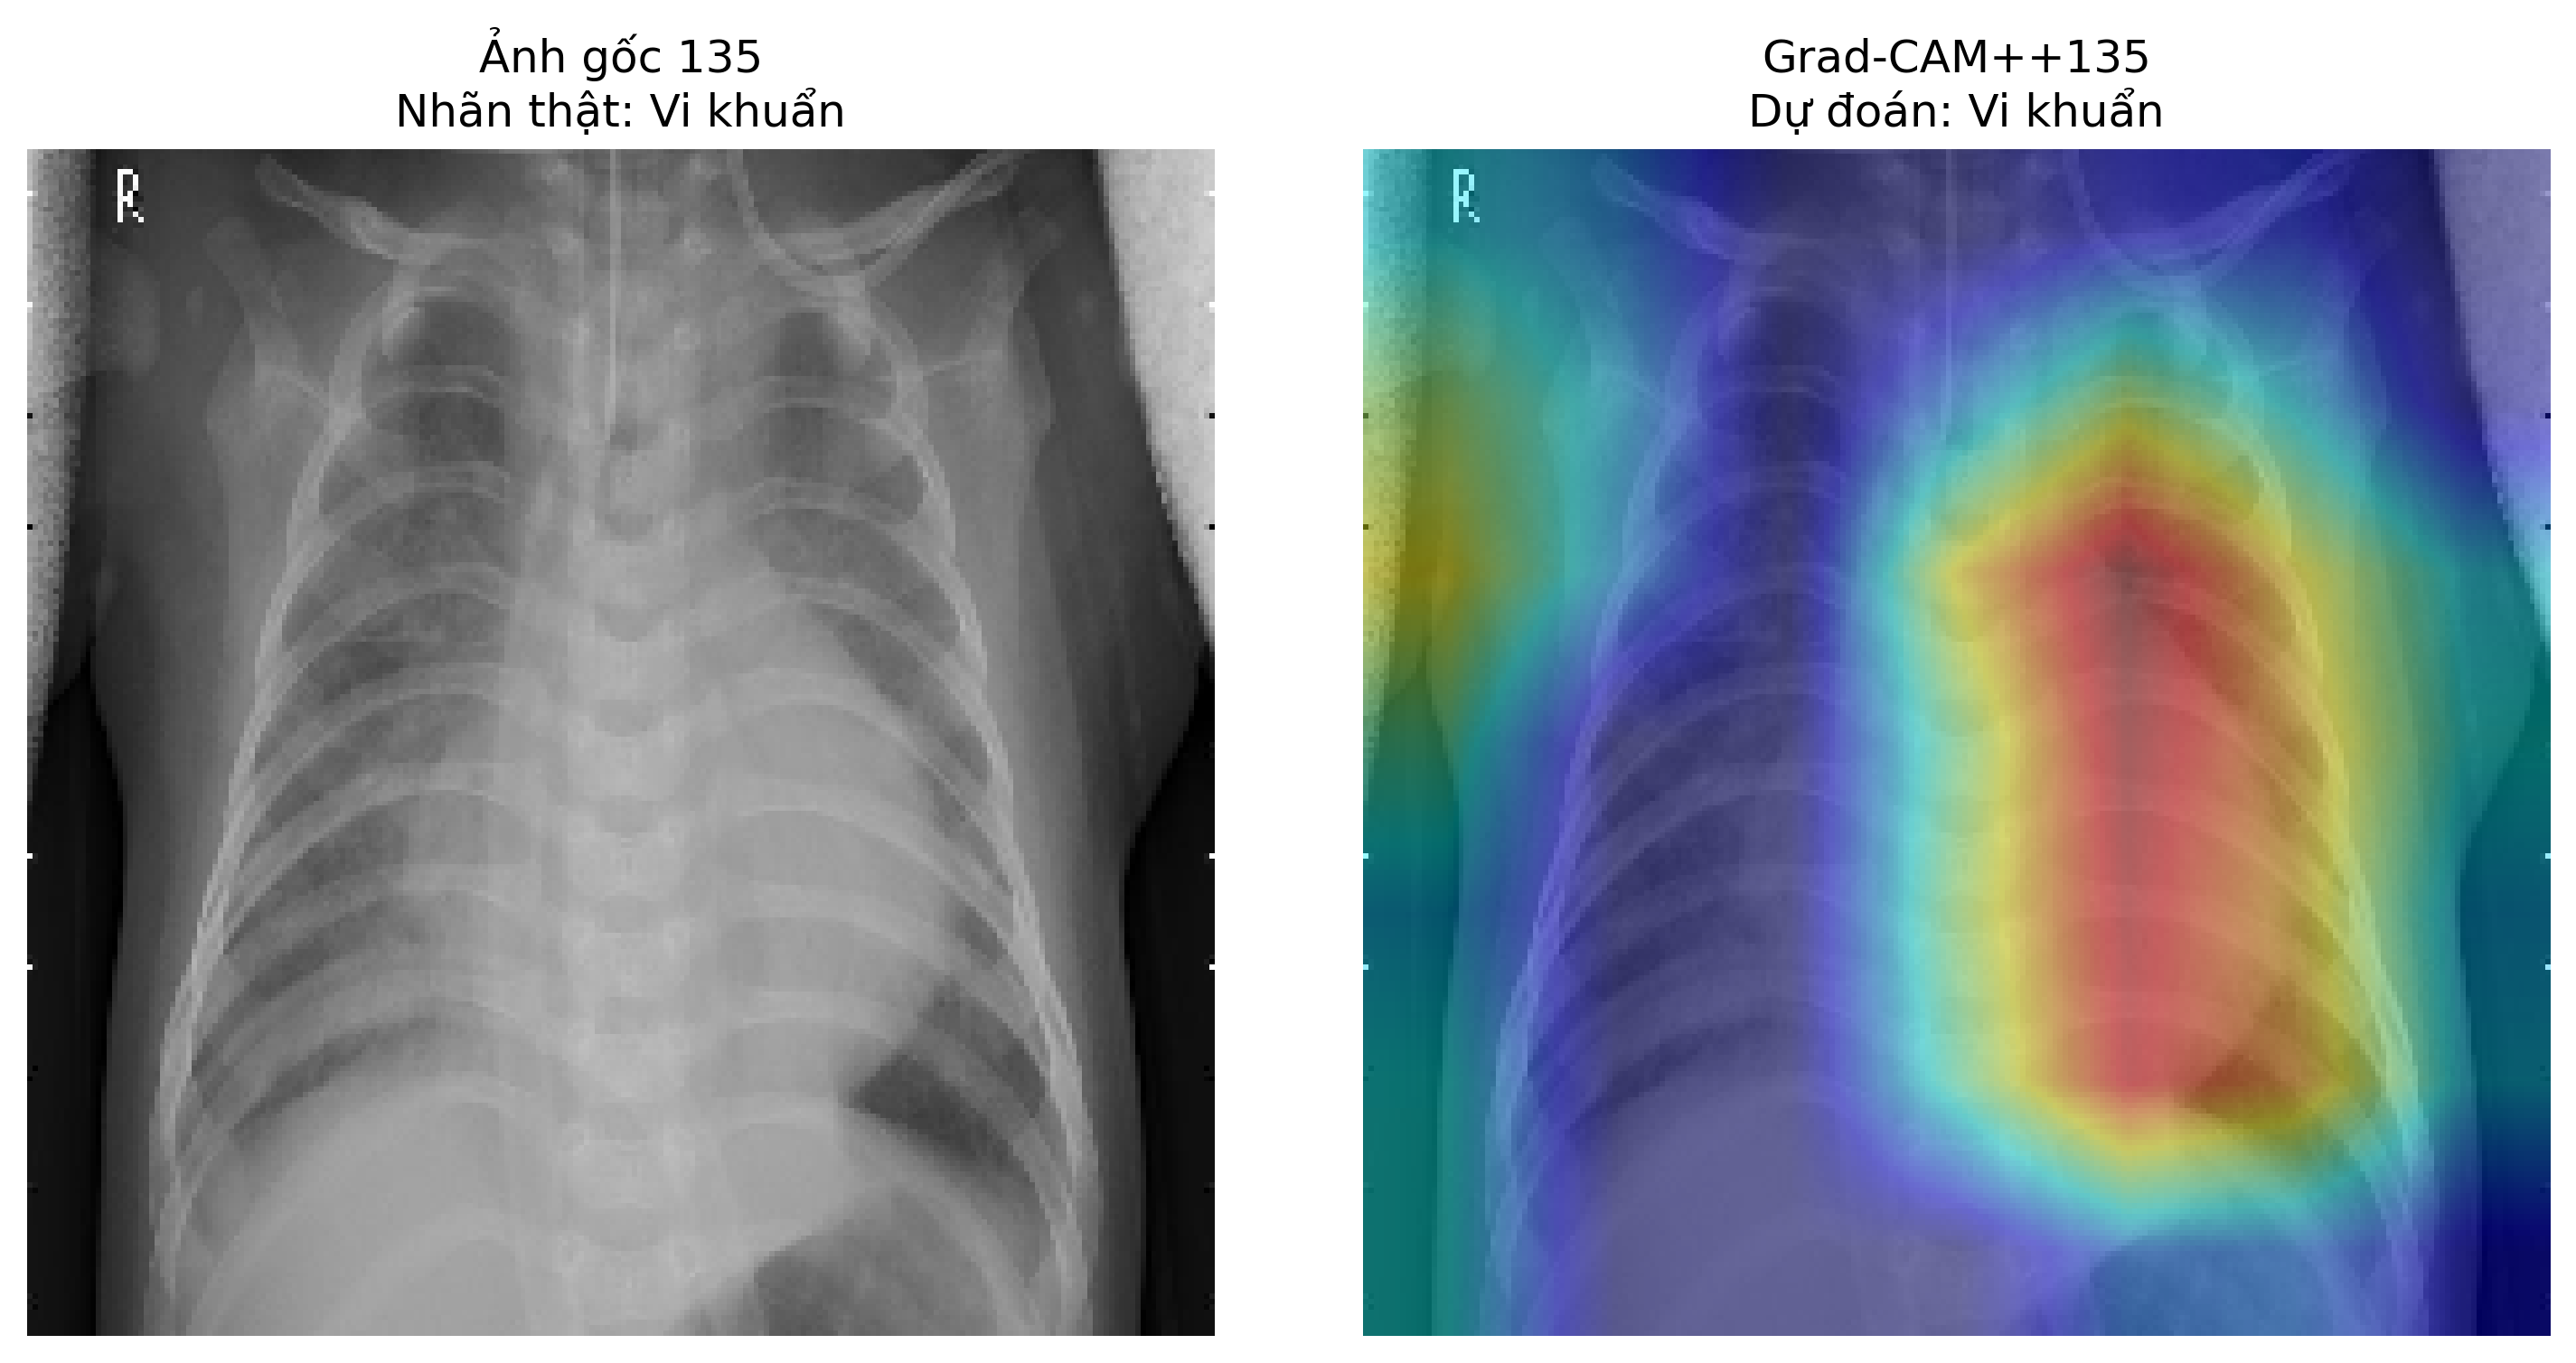 Ảnh gốc 135
Nhãn thật: Vi khuẩn
R
Grad-CAM++135
Dự đoán: Vi khuẩn
R